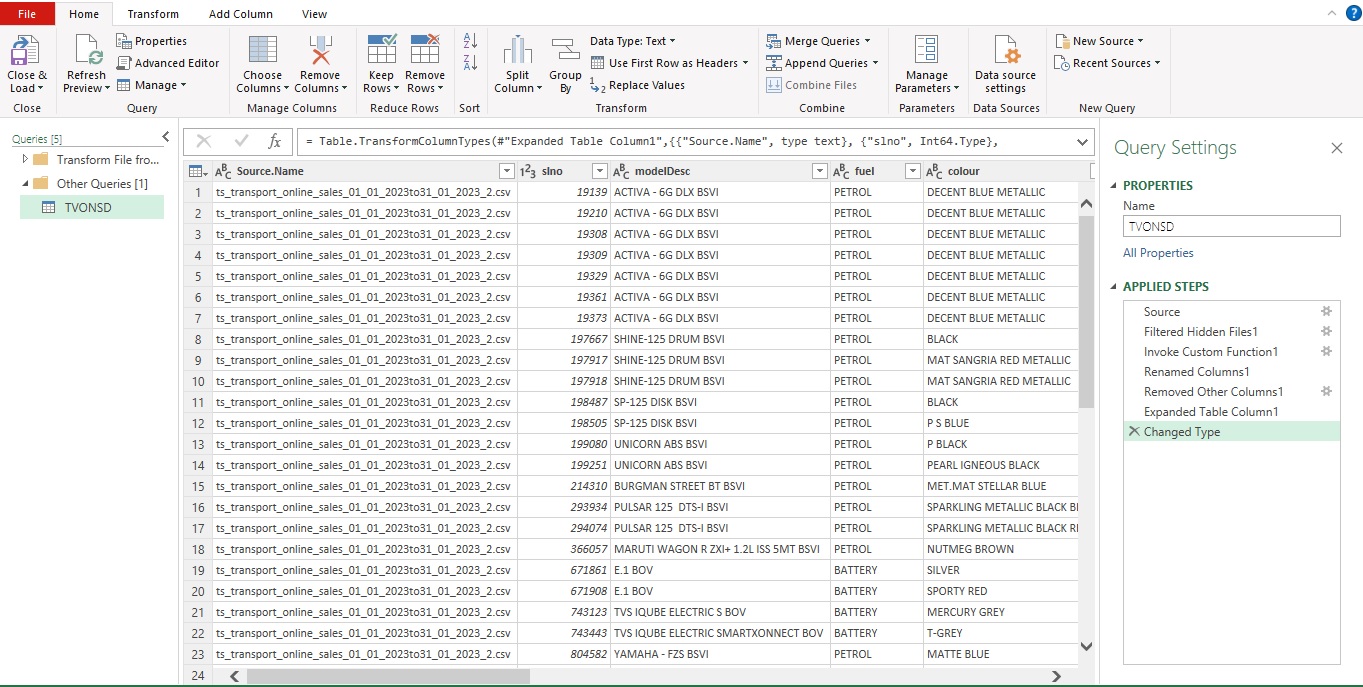 File Home Transform Add Column View
Close & Load Refresh Preview Properties Advanced Editor Manage Choose Columns Remove Columns Keep Rows Remove Rows Split Column Group By Data Type: Text Use First Row as Headers Replace Values Merge Queries Append Queries Combine Files Manage Parameters Data source settings New Source Recent Sources
Close Query Manage Columns Reduce Rows Sort Transform Combine Parameters Data Sources New Query
Queries [5]
Transform File fro...
Other Queries [1]
TVONSD
fx = Table.TransformColumnTypes(#"Expanded Table Column1",{{"Source.Name", type text}, {"slno", Int64.Type},
Source.Name slno modelDesc fuel colour
1 ts_transport_online_sales_01_01_2023to31_01_2023_2.csv 19139 ACTIVA - 6G DLX BSVI PETROL DECENT BLUE METALLIC
2 ts_transport_online_sales_01_01_2023to31_01_2023_2.csv 19210 ACTIVA - 6G DLX BSVI PETROL DECENT BLUE METALLIC
3 ts_transport_online_sales_01_01_2023to31_01_2023_2.csv 19308 ACTIVA - 6G DLX BSVI PETROL DECENT BLUE METALLIC
4 ts_transport_online_sales_01_01_2023to31_01_2023_2.csv 19309 ACTIVA - 6G DLX BSVI PETROL DECENT BLUE METALLIC
5 ts_transport_online_sales_01_01_2023to31_01_2023_2.csv 19329 ACTIVA - 6G DLX BSVI PETROL DECENT BLUE METALLIC
6 ts_transport_online_sales_01_01_2023to31_01_2023_2.csv 19361 ACTIVA - 6G DLX BSVI PETROL DECENT BLUE METALLIC
7 ts_transport_online_sales_01_01_2023to31_01_2023_2.csv 19373 ACTIVA - 6G DLX BSVI PETROL DECENT BLUE METALLIC
8 ts_transport_online_sales_01_01_2023to31_01_2023_2.csv 197667 SHINE-125 DRUM BSVI PETROL BLACK
9 ts_transport_online_sales_01_01_2023to31_01_2023_2.csv 197917 SHINE-125 DRUM BSVI PETROL MAT SANGRIA RED METALLIC
10 ts_transport_online_sales_01_01_2023to31_01_2023_2.csv 197918 SHINE-125 DRUM BSVI PETROL MAT SANGRIA RED METALLIC
11 ts_transport_online_sales_01_01_2023to31_01_2023_2.csv 198487 SP-125 DISK BSVI PETROL BLACK
12 ts_transport_online_sales_01_01_2023to31_01_2023_2.csv 198505 SP-125 DISK BSVI PETROL P S BLUE
13 ts_transport_online_sales_01_01_2023to31_01_2023_2.csv 199080 UNICORN ABS BSVI PETROL P BLACK
14 ts_transport_online_sales_01_01_2023to31_01_2023_2.csv 199251 UNICORN ABS BSVI PETROL PEARL IGNEOUS BLACK
15 ts_transport_online_sales_01_01_2023to31_01_2023_2.csv 214310 BURGMAN STREET BT BSVI PETROL MET.MAT STELLAR BLUE
16 ts_transport_online_sales_01_01_2023to31_01_2023_2.csv 293934 PULSAR 125 DTS-I BSVI PETROL SPARKLING METALLIC BLACK BI
17 ts_transport_online_sales_01_01_2023to31_01_2023_2.csv 294074 PULSAR 125 DTS-I BSVI PETROL SPARKLING METALLIC BLACK RI
18 ts_transport_online_sales_01_01_2023to31_01_2023_2.csv 366057 MARUTI WAGON R ZXI+ 1.2L ISS 5MT BSVI PETROL NUTMEG BROWN
19 ts_transport_online_sales_01_01_2023to31_01_2023_2.csv 671861 E.1 BOV BATTERY SILVER
20 ts_transport_online_sales_01_01_2023to31_01_2023_2.csv 671908 E.1 BOV BATTERY SPORTY RED
21 ts_transport_online_sales_01_01_2023to31_01_2023_2.csv 743123 TVS IQUBE ELECTRIC S BOV BATTERY MERCURY GREY
22 ts_transport_online_sales_01_01_2023to31_01_2023_2.csv 743443 TVS IQUBE ELECTRIC SMARTXONNECT BOV BATTERY T-GREY
23 ts_transport_online_sales_01_01_2023to31_01_2023_2.csv 804582 YAMAHA - FZS BSVI PETROL MATTE BLUE
24
Query Settings
PROPERTIES
Name
TVONSD
All Properties
APPLIED STEPS
Source
Filtered Hidden Files1
Invoke Custom Function1
Renamed Columns1
Removed Other Columns1
Expanded Table Column1
Changed Type